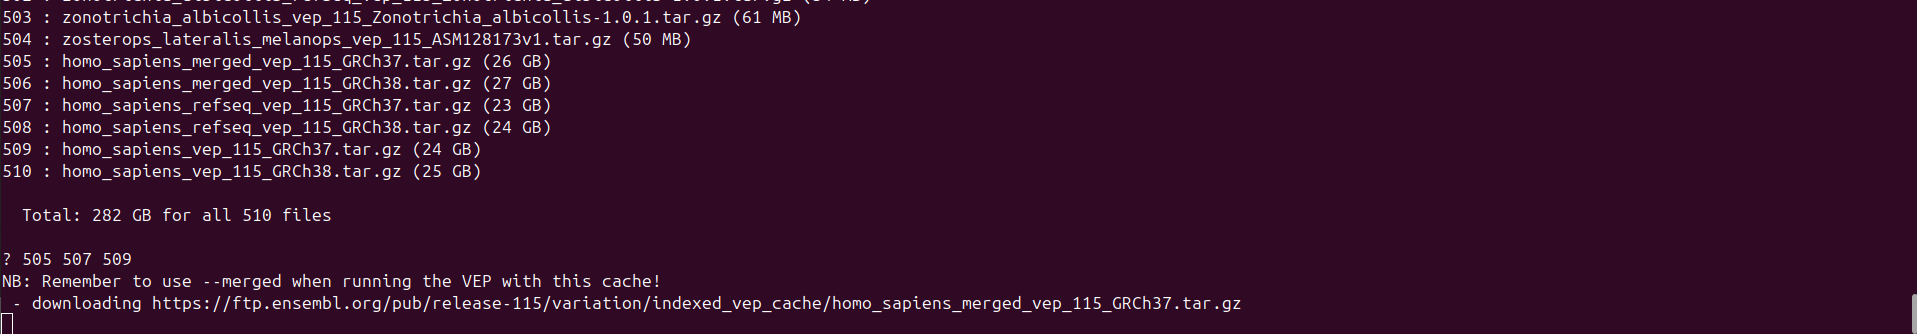 503 : zonotrichia_albicollis_vep_115_Zonotrichia_albicollis-1.0.1.tar.gz (61 MB)
504 : zosterops_lateralis_melanops_vep_115_ASM128173v1.tar.gz (50 MB)
505 : homo_sapiens_merged_vep_115_GRCh37.tar.gz (26 GB)
506 : homo_sapiens_merged_vep_115_GRCh38.tar.gz (27 GB)
507 : homo_sapiens_refseq_vep_115_GRCh37.tar.gz (23 GB)
508 : homo_sapiens_refseq_vep_115_GRCh38.tar.gz (24 GB)
509 : homo_sapiens_vep_115_GRCh37.tar.gz (24 GB)
510 : homo_sapiens_vep_115_GRCh38.tar.gz (25 GB)
Total: 282 GB for all 510 files
? 505 507 509
NB: Remember to use --merged when running the VEP with this cache!
- downloading https://ftp.ensembl.org/pub/release-115/variation/indexed_vep_cache/homo_sapiens_merged_vep_115_GRCh37.tar.gz